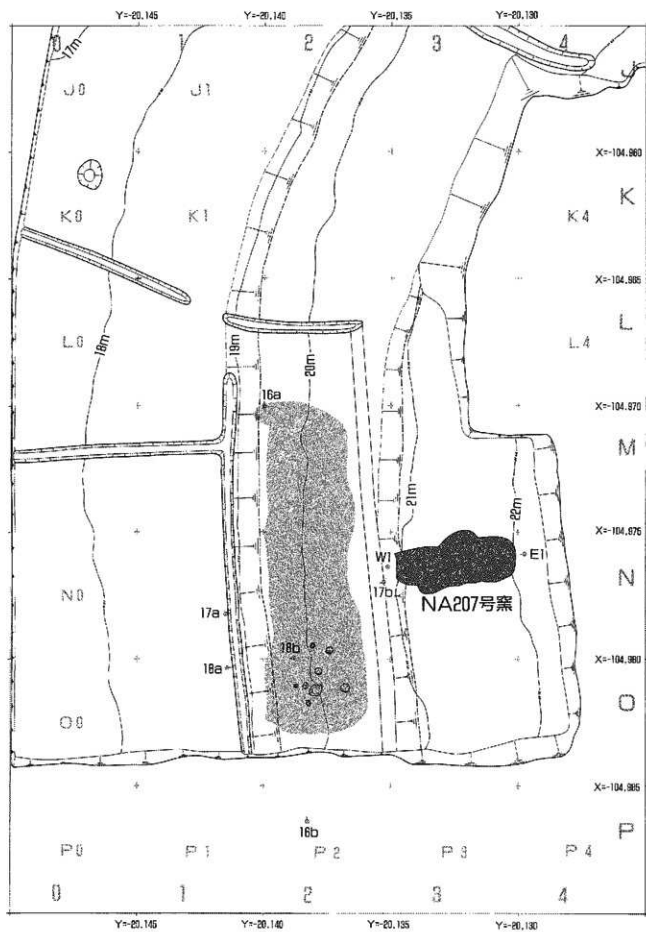 Y=-20.145 Y=-20.140 Y=-20.135 Y=-20.130
1 2 3 4
17m
J0 J1 J
X=-104.960
K0 K1 K4 K
X=-104.965
18m
L0 19m 20m L4 L
16a
X=-104.970
M
21m 22m
X=-104.975
W1 E1
N0 17b N
NA207号窯
17a
18b
X=-104.980
18a
O0 O
X=-104.985
16b
P0 P1 P2 P3 P4 P
0 1 2 3 4
Y=-20.145 Y=-20.140 Y=-20.135 Y=-20.130